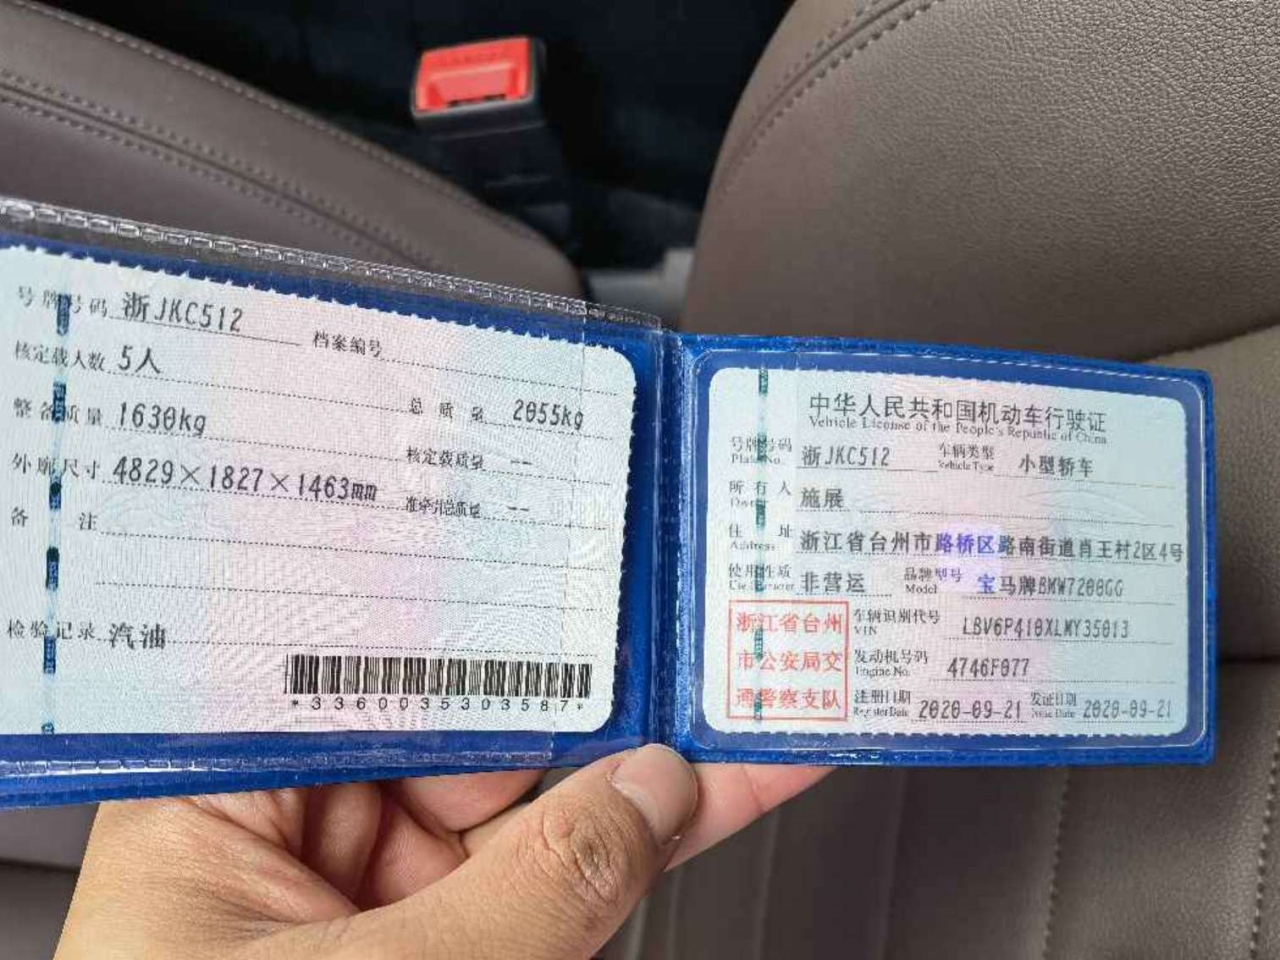 号牌号码 浙JKC512 档案编号
核定载人数 5人
整备质量 1630kg 总质量 2055kg
外廓尺寸 4829×1827×1463mm 核定载质量 --
备注 准牵引总质量 --
检验记录 汽油
*3360035303587*
中华人民共和国机动车行驶证
Vehicle License of the People's Republic of China
号牌号码 浙JKC512 车辆类型 小型轿车
Plate No. Vehicle Type
所有人 施展
Owner
住址 浙江省台州市路桥区路南街道肖王村2区4号
Address
使用性质 非营运 品牌型号 宝马牌BMW7200GG
Use Character Model
浙江省台州
市公安局交
通警察支队
车辆识别代号 LBV6P410XLMY35013
VIN
发动机号码 4746F077
Engine No.
注册日期 2020-09-21 发证日期 2020-09-21
Register Date Issue Date